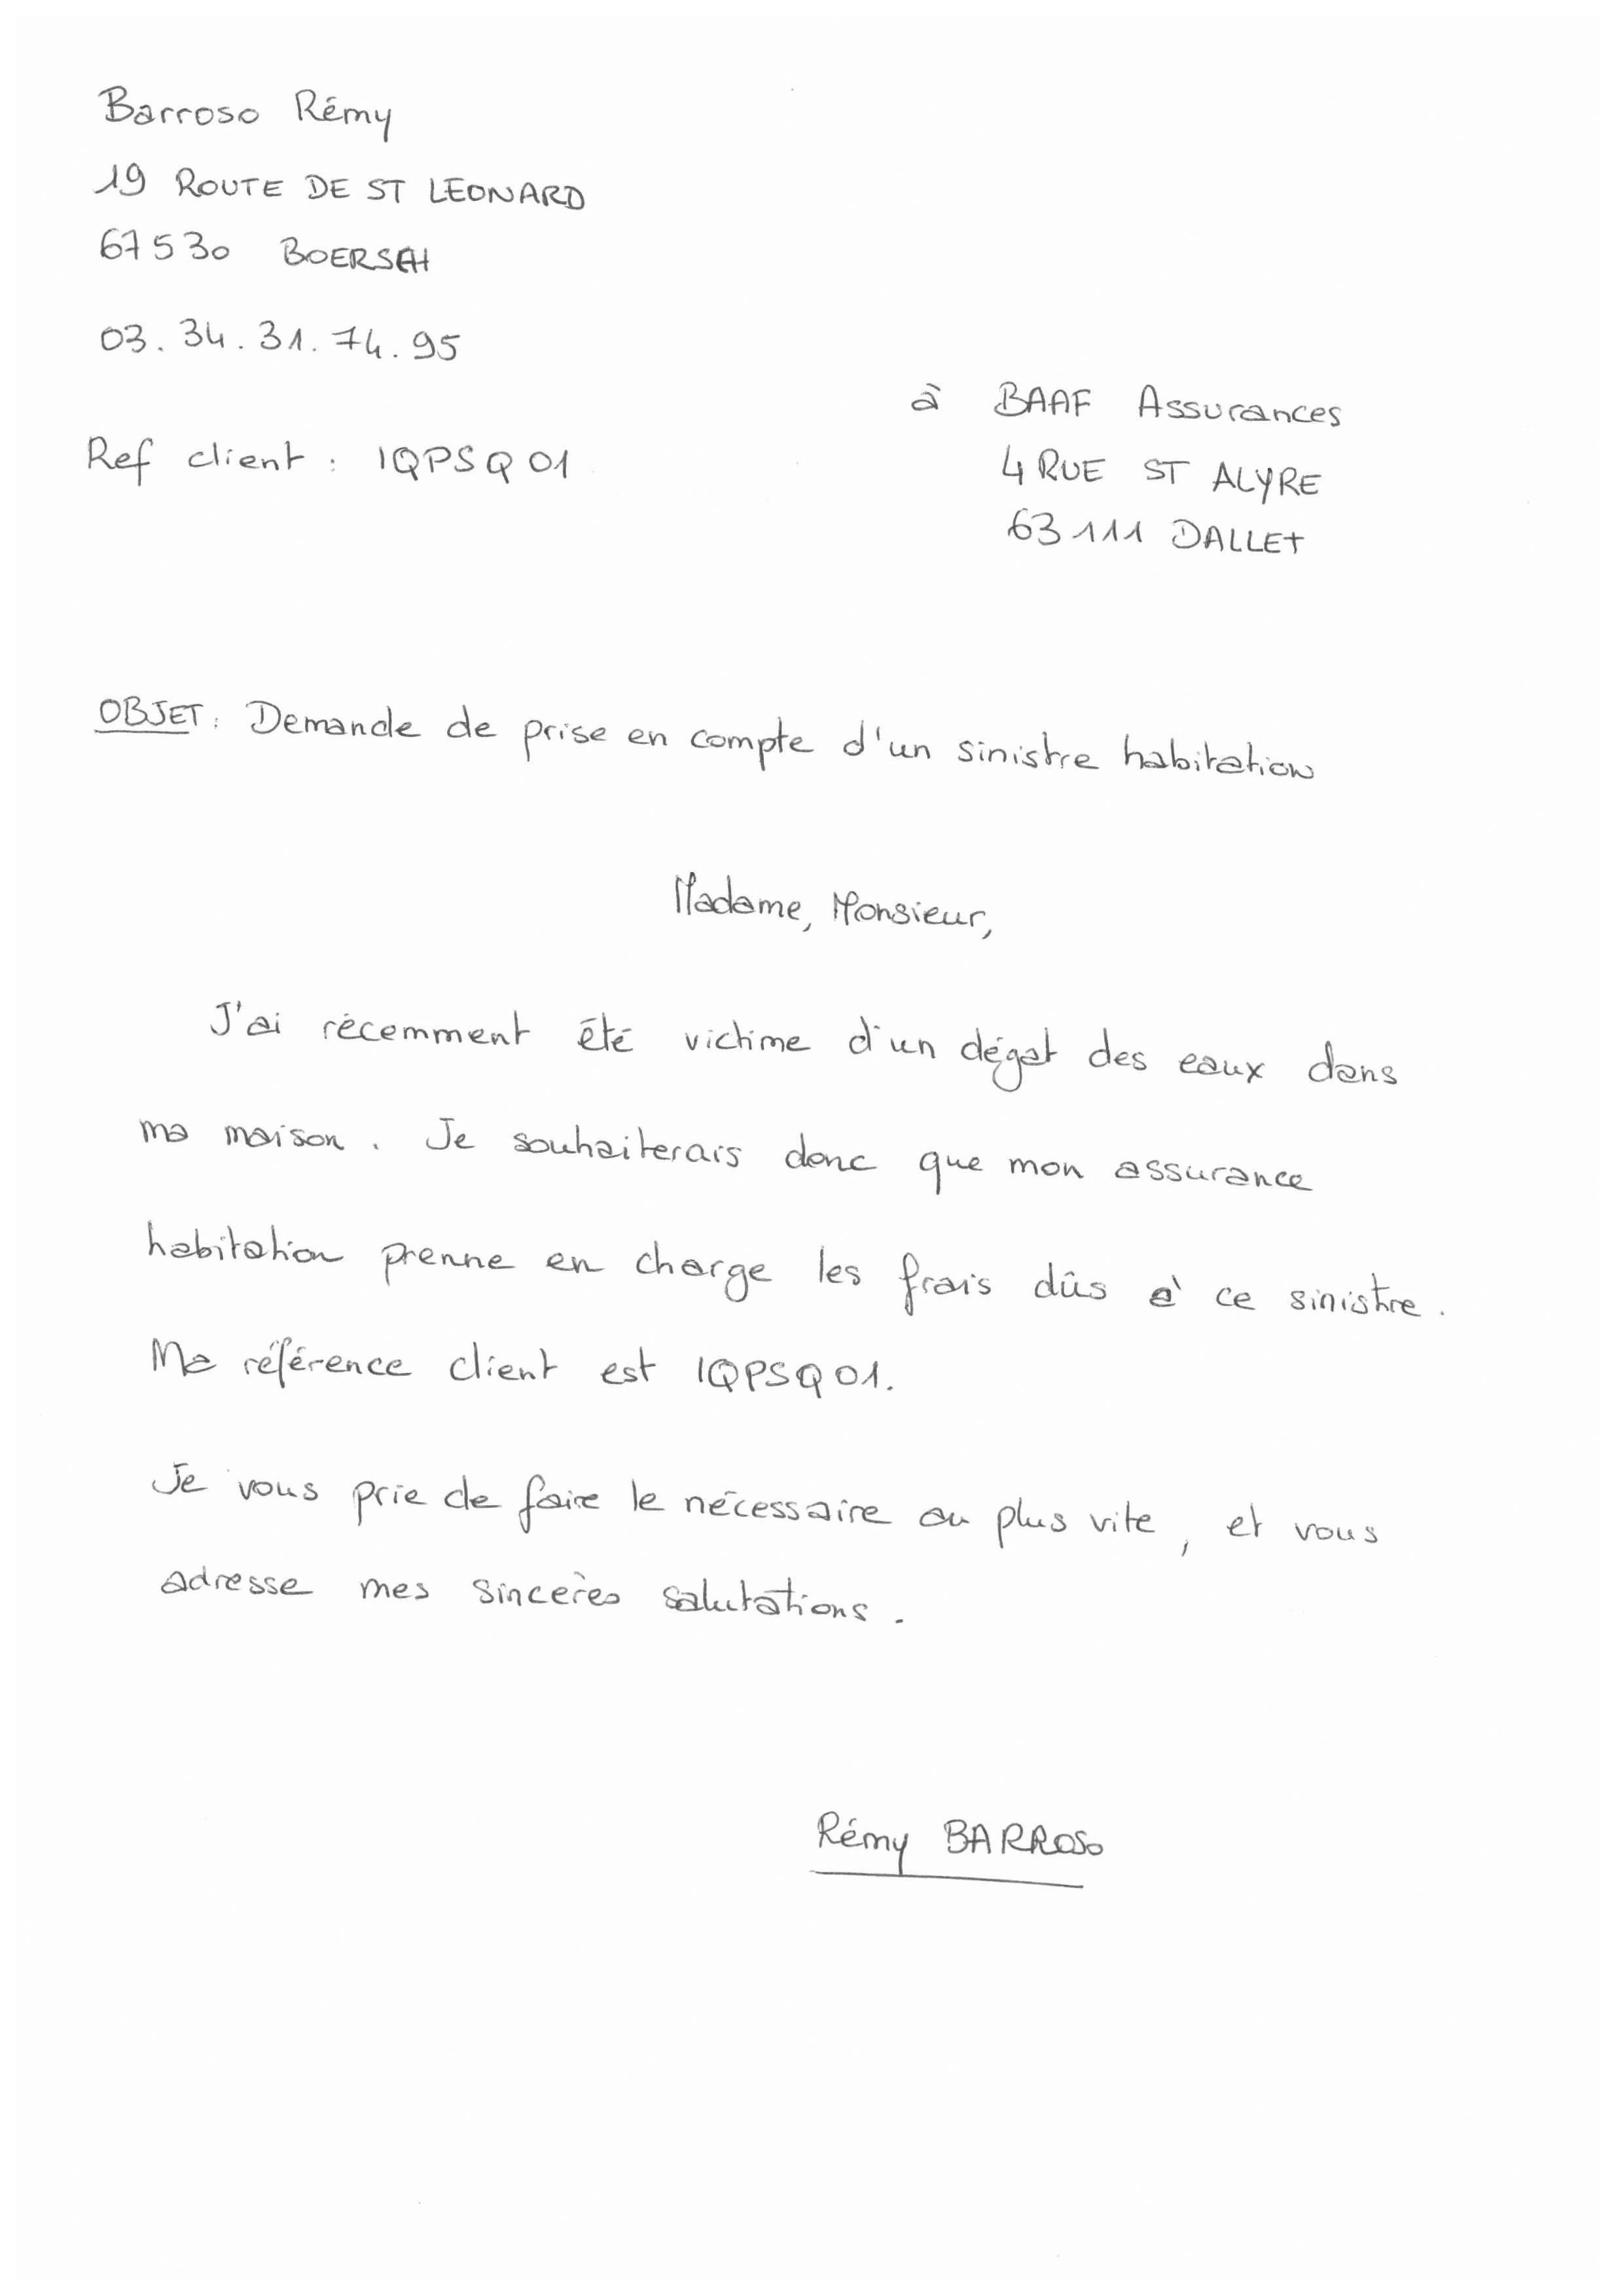 Barroso Rémy
19 ROUTE DE ST LEONARD
67530 BOERSCH
03.34.31.74.95
à BAAF Assurances
Ref client : IQPSQ01
4 RUE ST ALYRE
63111 DALLET
OBJET : Demande de prise en compte d'un sinistre habitation
Madame, Monsieur,
J'ai récemment été victime d'un dégat des eaux dans
ma maison. Je souhaiterais donc que mon assurance
habitation prenne en charge les frais dûs à ce sinistre.
Ma référence client est IQPSQ01.
Je vous prie de faire le nécessaire au plus vite, et vous
adresse mes sincères salutations.
Rémy BARROSO